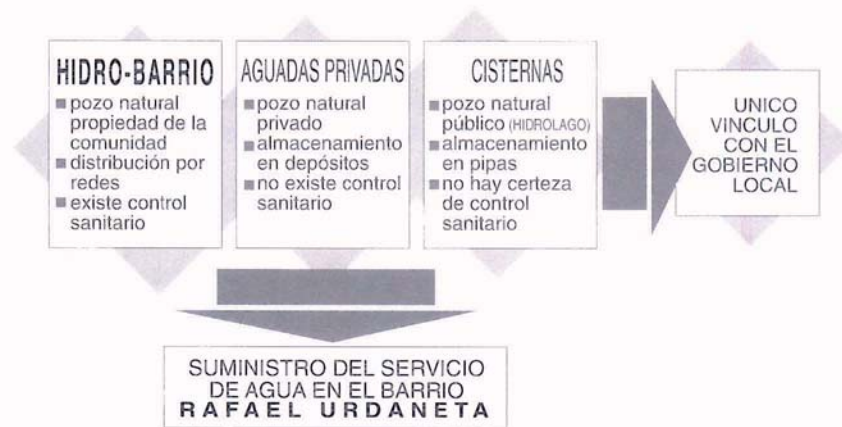 HIDRO-BARRIO
■ pozo natural
propiedad de la
comunidad
■ distribución por
redes
■ existe control
sanitario
AGUADAS PRIVADAS
■ pozo natural
privado
■ almacenamiento
en depósitos
■ no existe control
sanitario
CISTERNAS
■ pozo natural
público (HIDROLAGO)
■ almacenamiento
en pipas
■ no hay certeza
de control
sanitario
UNICO
VINCULO
CON EL
GOBIERNO
LOCAL
SUMINISTRO DEL SERVICIO
DE AGUA EN EL BARRIO
RAFAEL URDANETA